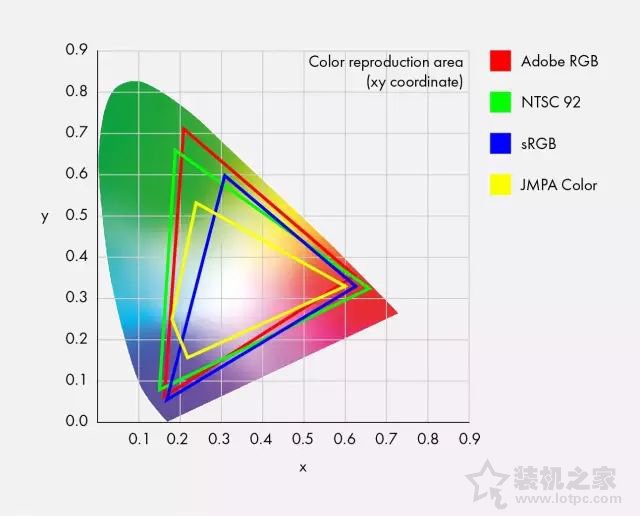 Color reproduction area
(xy coordinate)
Adobe RGB
NTSC 92
sRGB
JMPA Color
0.9
0.8
0.7
0.6
0.5
0.4
0.3
0.2
0.1
0.0
y
0.1 0.2 0.3 0.4 0.5 0.6 0.7 0.8 0.9
x
装机之家
www.lotpc.com